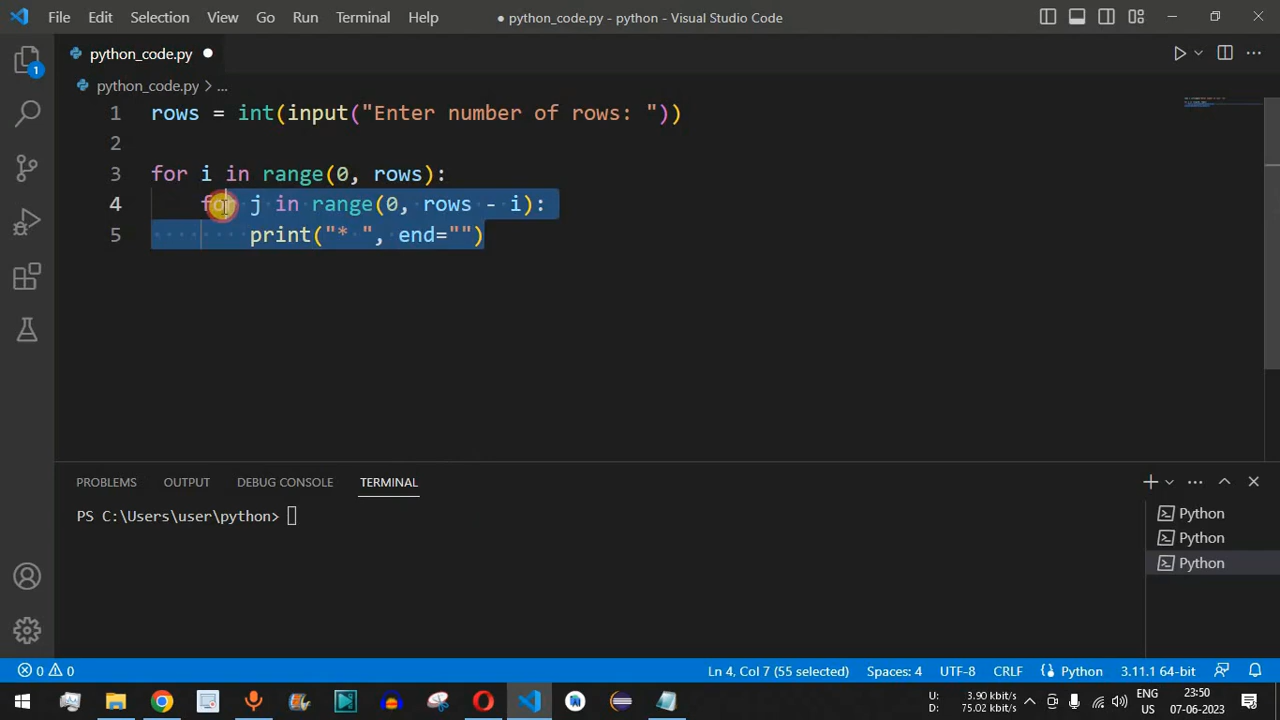 File Edit Selection View Go Run Terminal Help
● python_code.py - python - Visual Studio Code
python_code.py ●
python_code.py > ...
1 rows = int(input("Enter number of rows: "))
2
3 for i in range(0, rows):
4 for j in range(0, rows - i):
5 print("* ", end="")
1
PROBLEMS OUTPUT DEBUG CONSOLE TERMINAL
PS C:\Users\user\python>
Python
Python
Python
0 0
Ln 4, Col 7 (55 selected) Spaces: 4 UTF-8 CRLF Python 3.11.1 64-bit
U: 3.90 kbit/s
D: 75.02 kbit/s
ENG
US
23:50
07-06-2023